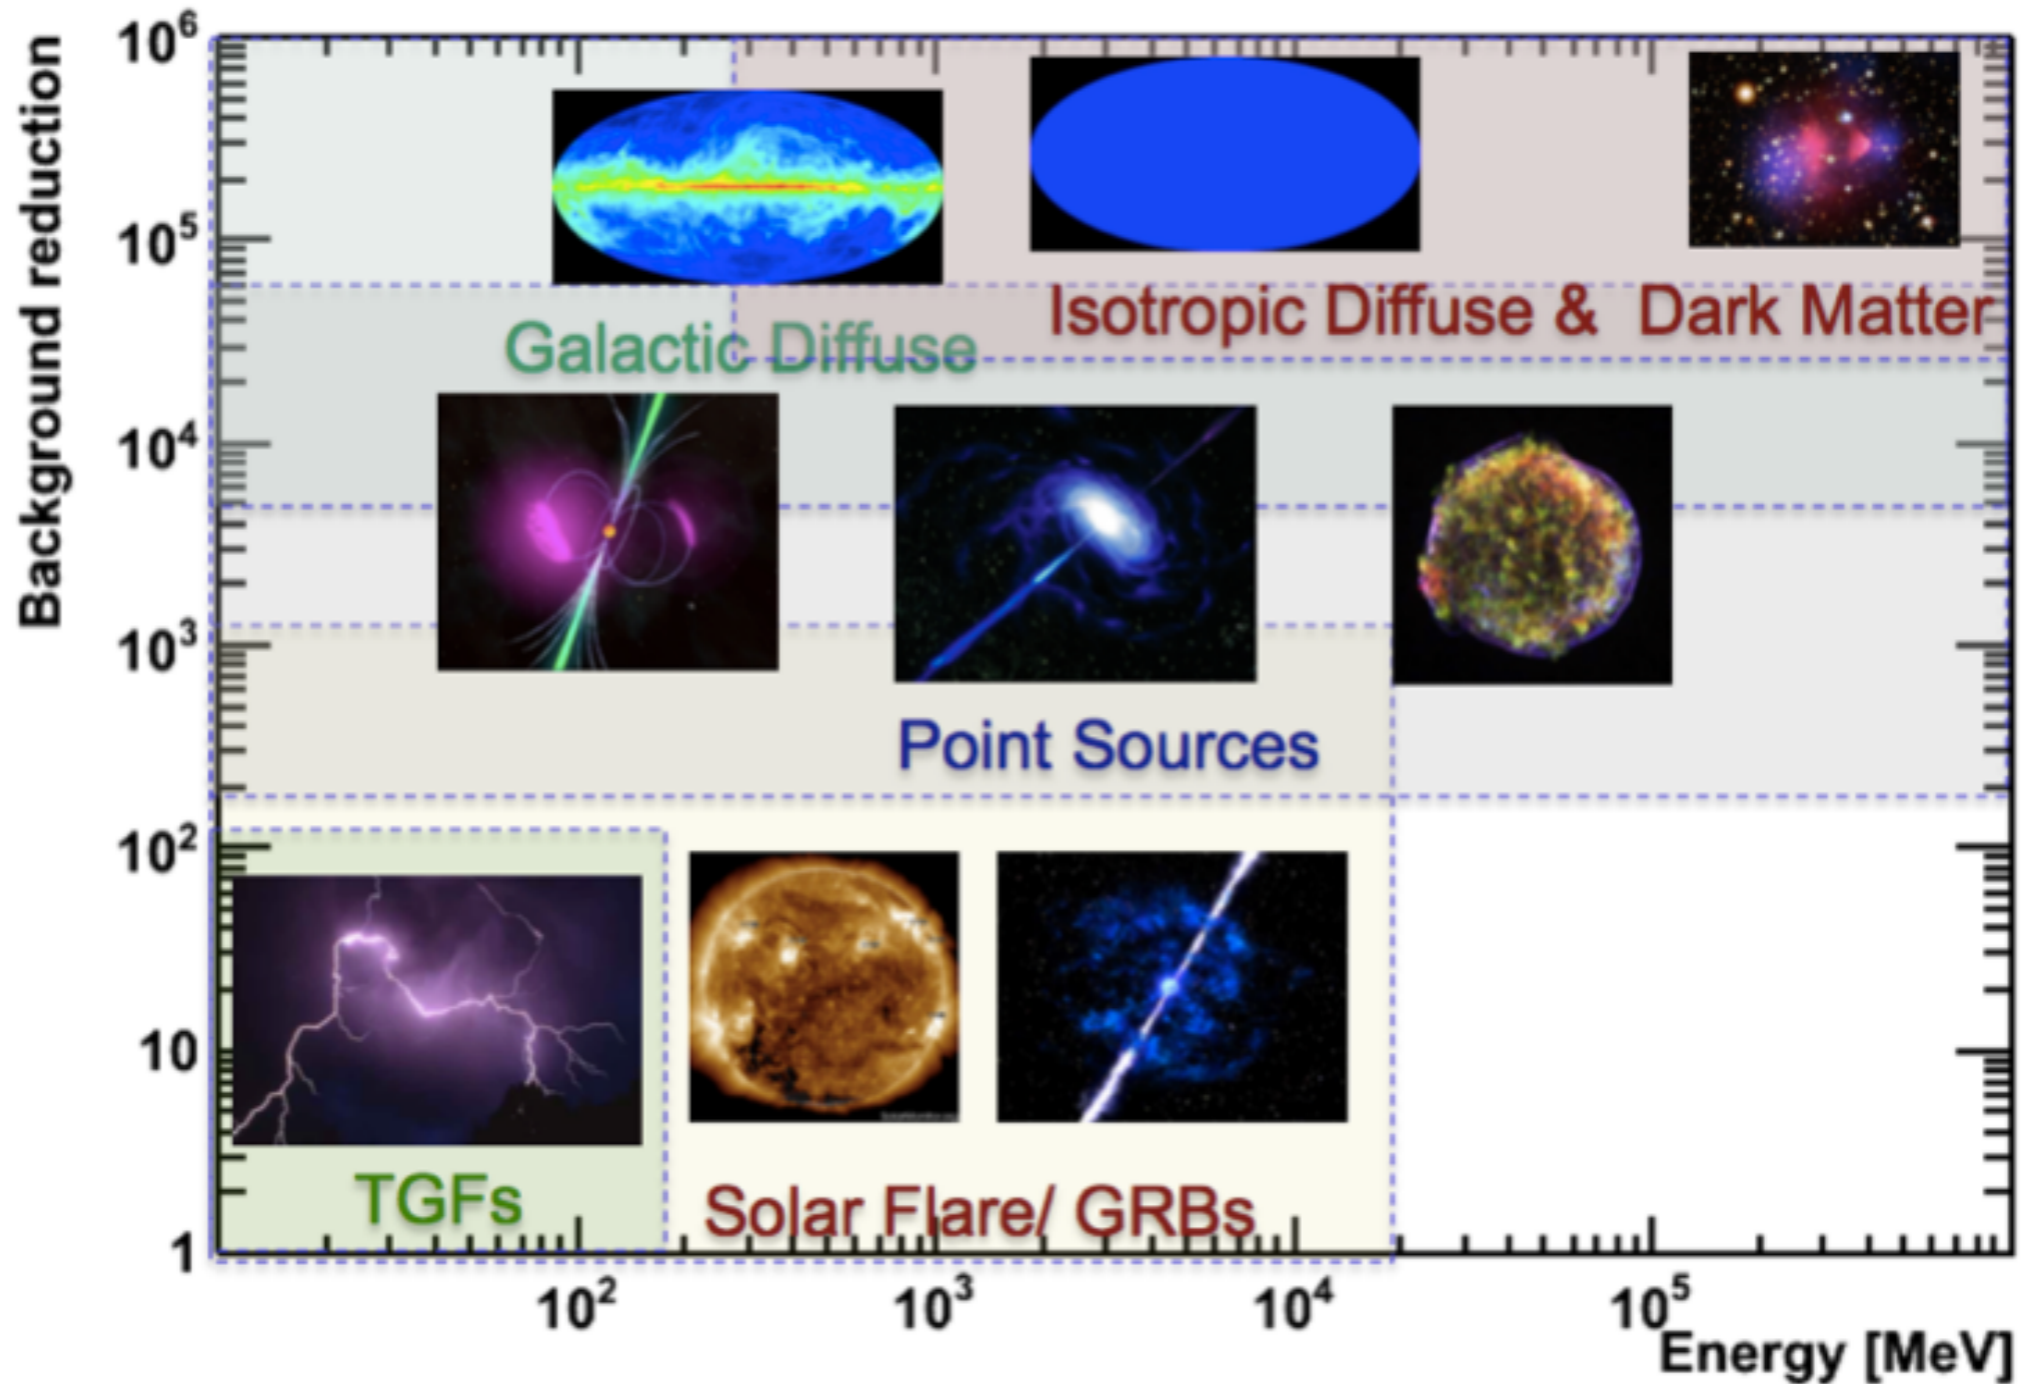 Background reduction
10⁶
10⁵
10⁴
10³
10²
10
1
Isotropic Diffuse & Dark Matter
Galactic Diffuse
Point Sources
TGFs
Solar Flare/ GRBs
10² 10³ 10⁴ 10⁵
Energy [MeV]